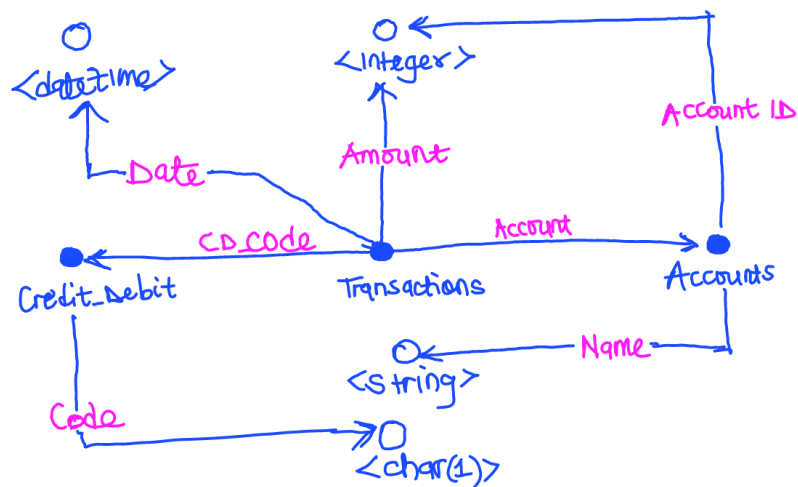 <datetime>
<integer>
Account ID
Amount
Date
CD_CODE
Account
Credit_Debit
Transactions
Accounts
Name
<string>
Code
<char(1)>